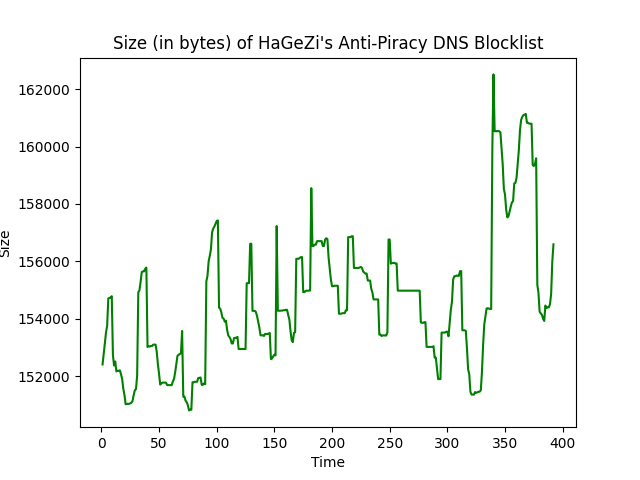 Size (in bytes) of HaGeZi's Anti-Piracy DNS Blocklist
162000
160000
158000
156000
154000
152000
Size
0 50 100 150 200 250 300 350 400
Time